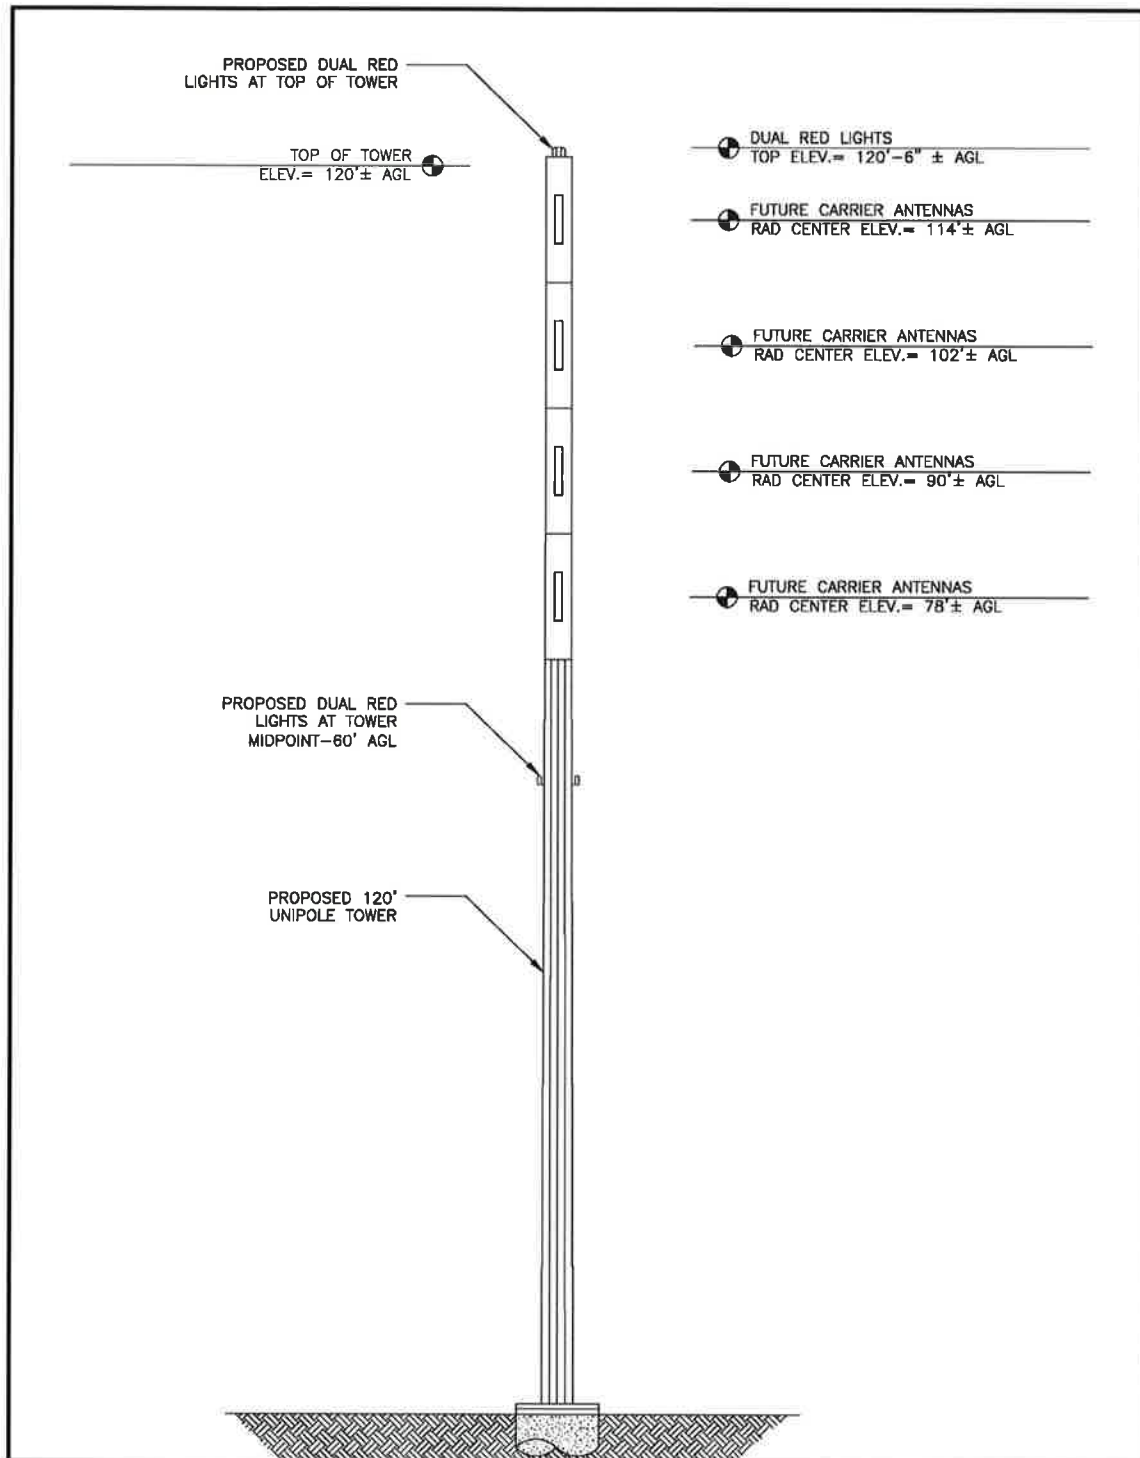 PROPOSED DUAL RED
LIGHTS AT TOP OF TOWER
TOP OF TOWER
ELEV.= 120'± AGL
DUAL RED LIGHTS
TOP ELEV.= 120'-6" ± AGL
FUTURE CARRIER ANTENNAS
RAD CENTER ELEV.= 114'± AGL
FUTURE CARRIER ANTENNAS
RAD CENTER ELEV.= 102'± AGL
FUTURE CARRIER ANTENNAS
RAD CENTER ELEV.= 90'± AGL
FUTURE CARRIER ANTENNAS
RAD CENTER ELEV.= 78'± AGL
PROPOSED DUAL RED
LIGHTS AT TOWER
MIDPOINT-60' AGL
PROPOSED 120'
UNIPOLE TOWER